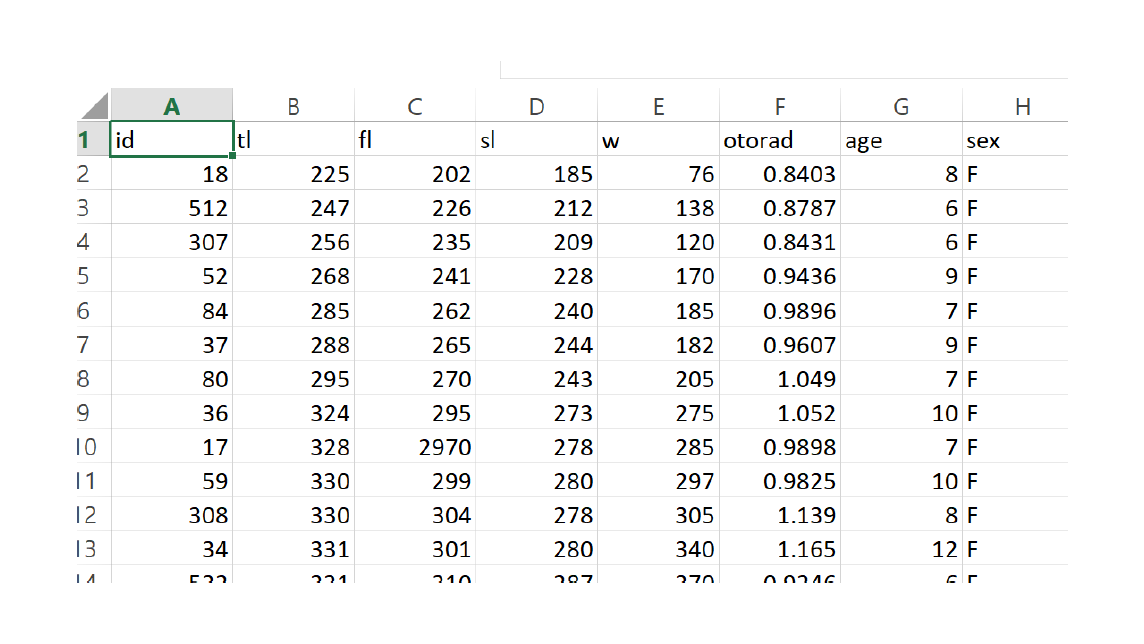 A B C D E F G H
1 id tl fl sl w otorad age sex
2 18 225 202 185 76 0.8403 8 F
3 512 247 226 212 138 0.8787 6 F
4 307 256 235 209 120 0.8431 6 F
5 52 268 241 228 170 0.9436 9 F
6 84 285 262 240 185 0.9896 7 F
7 37 288 265 244 182 0.9607 9 F
8 80 295 270 243 205 1.049 7 F
9 36 324 295 273 275 1.052 10 F
10 17 328 2970 278 285 0.9898 7 F
11 59 330 299 280 297 0.9825 10 F
12 308 330 304 278 305 1.139 8 F
13 34 331 301 280 340 1.165 12 F